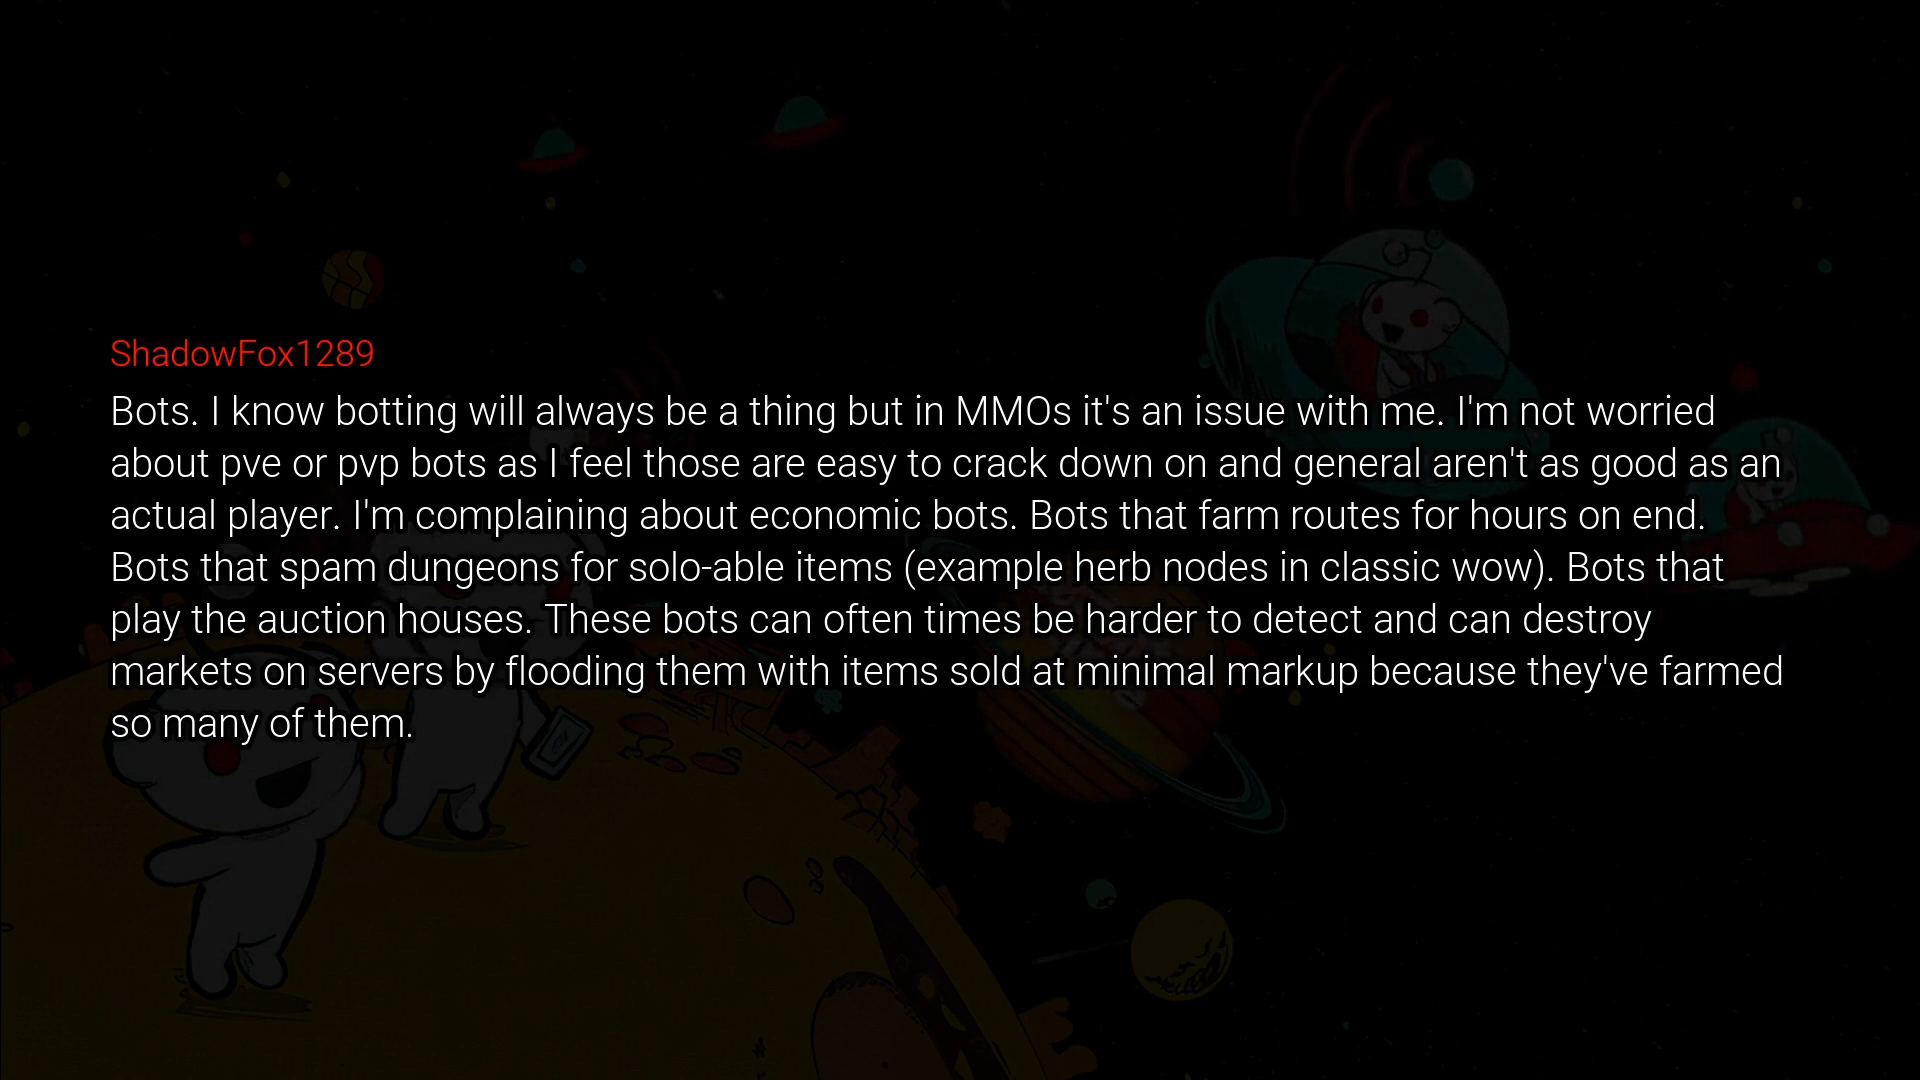 ShadowFox1289
Bots. I know botting will always be a thing but in MMOs it's an issue with me. I'm not worried
about pve or pvp bots as I feel those are easy to crack down on and general aren't as good as an
actual player. I'm complaining about economic bots. Bots that farm routes for hours on end.
Bots that spam dungeons for solo-able items (example herb nodes in classic wow). Bots that
play the auction houses. These bots can often times be harder to detect and can destroy
markets on servers by flooding them with items sold at minimal markup because they've farmed
so many of them.